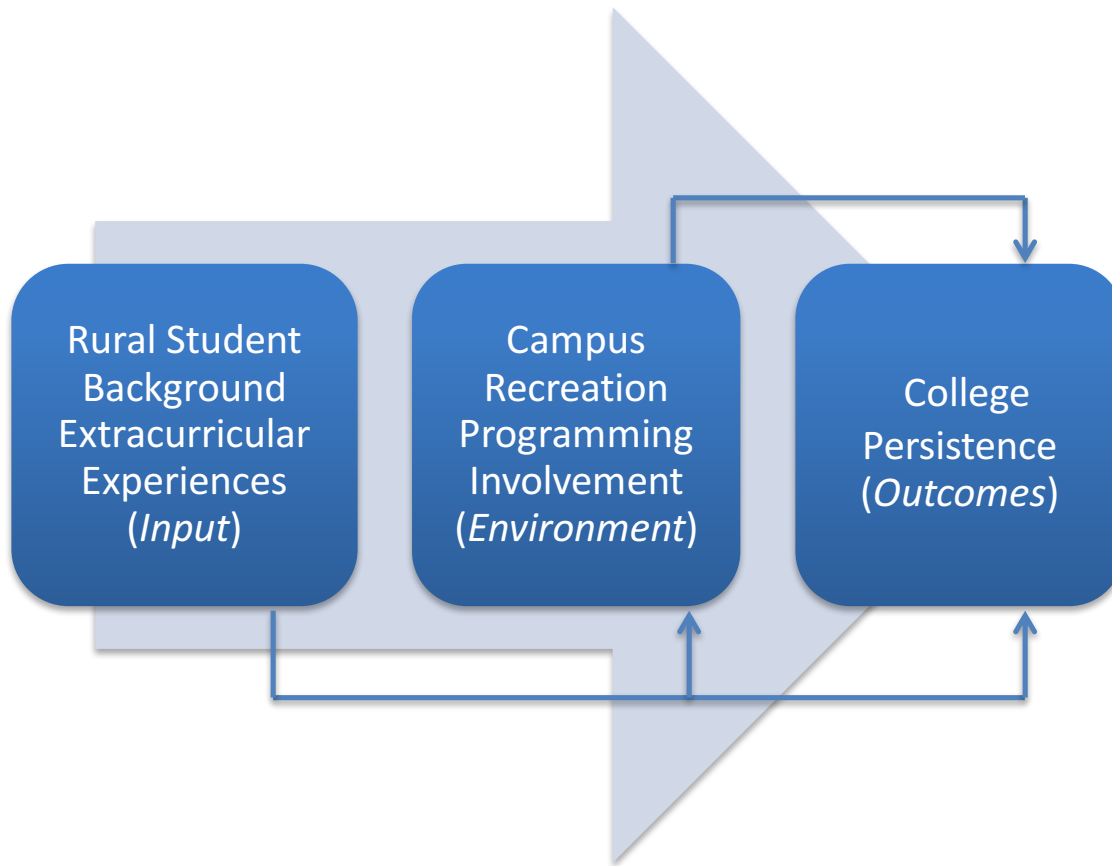 Rural Student
Background
Extracurricular
Experiences
(Input)
Campus
Recreation
Programming
Involvement
(Environment)
College
Persistence
(Outcomes)